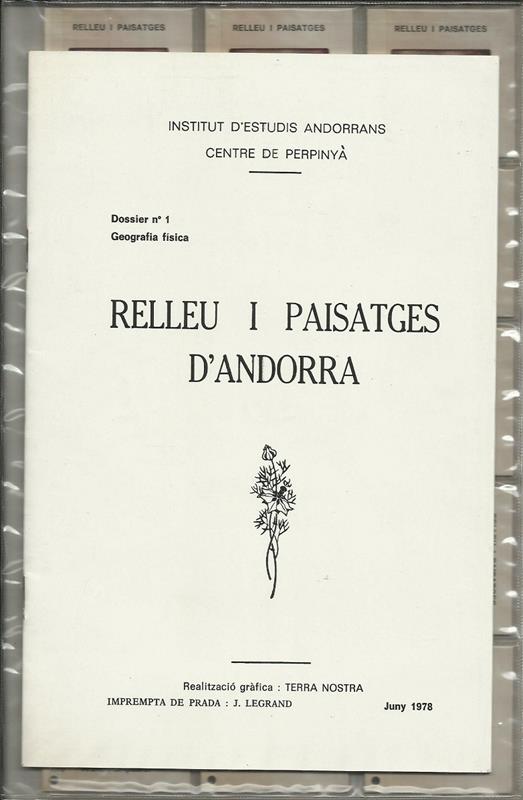 RELLEU I PAISATGES
RELLEU I PAISATGES
RELLEU I PAISATGES
INSTITUT D'ESTUDIS ANDORRANS
CENTRE DE PERPINYÀ
Dossier nº 1
Geografia física
RELLEU I PAISATGES
D'ANDORRA
Realització gràfica : TERRA NOSTRA
IMPREMPTA DE PRADA : J. LEGRAND
Juny 1978